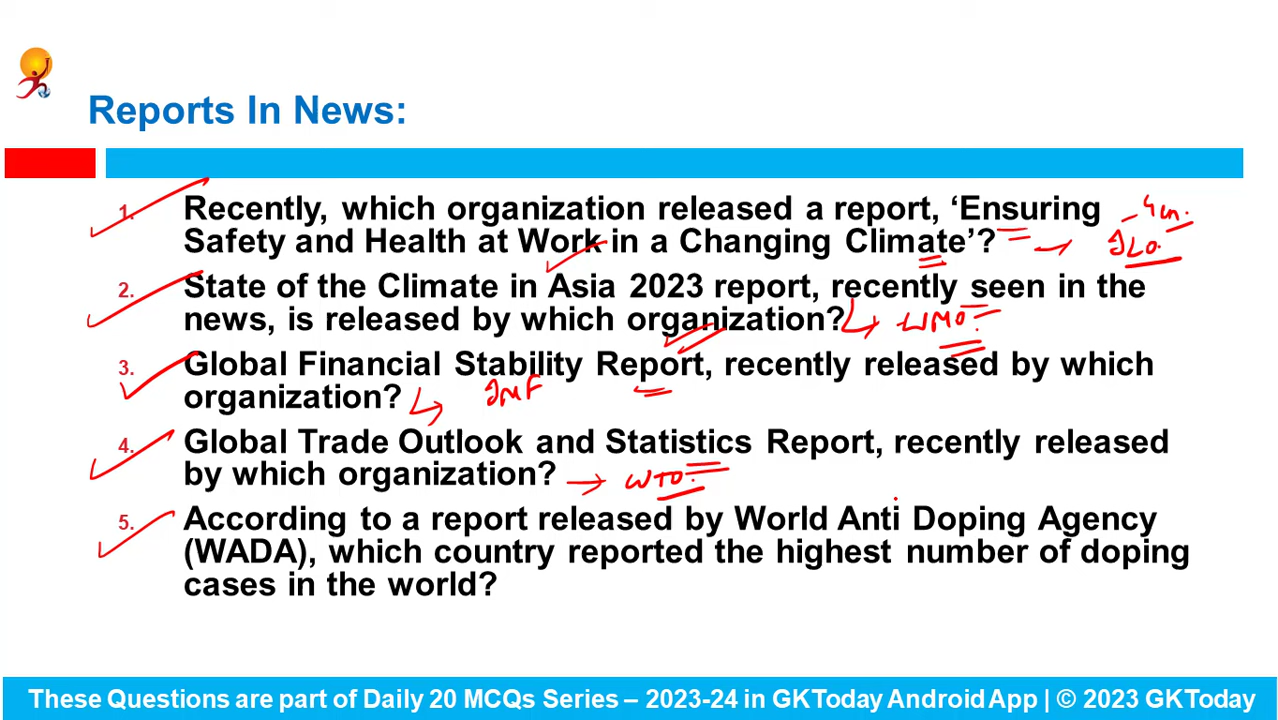 Reports In News:
1. Recently, which organization released a report, ‘Ensuring
Safety and Health at Work in a Changing Climate’?
ILO.
2. State of the Climate in Asia 2023 report, recently seen in the
news, is released by which organization?
WMO
3. Global Financial Stability Report, recently released by which
organization?
IMF
4. Global Trade Outlook and Statistics Report, recently released
by which organization?
WTO
5. According to a report released by World Anti Doping Agency
(WADA), which country reported the highest number of doping
cases in the world?
These Questions are part of Daily 20 MCQs Series – 2023-24 in GKToday Android App | © 2023 GKToday